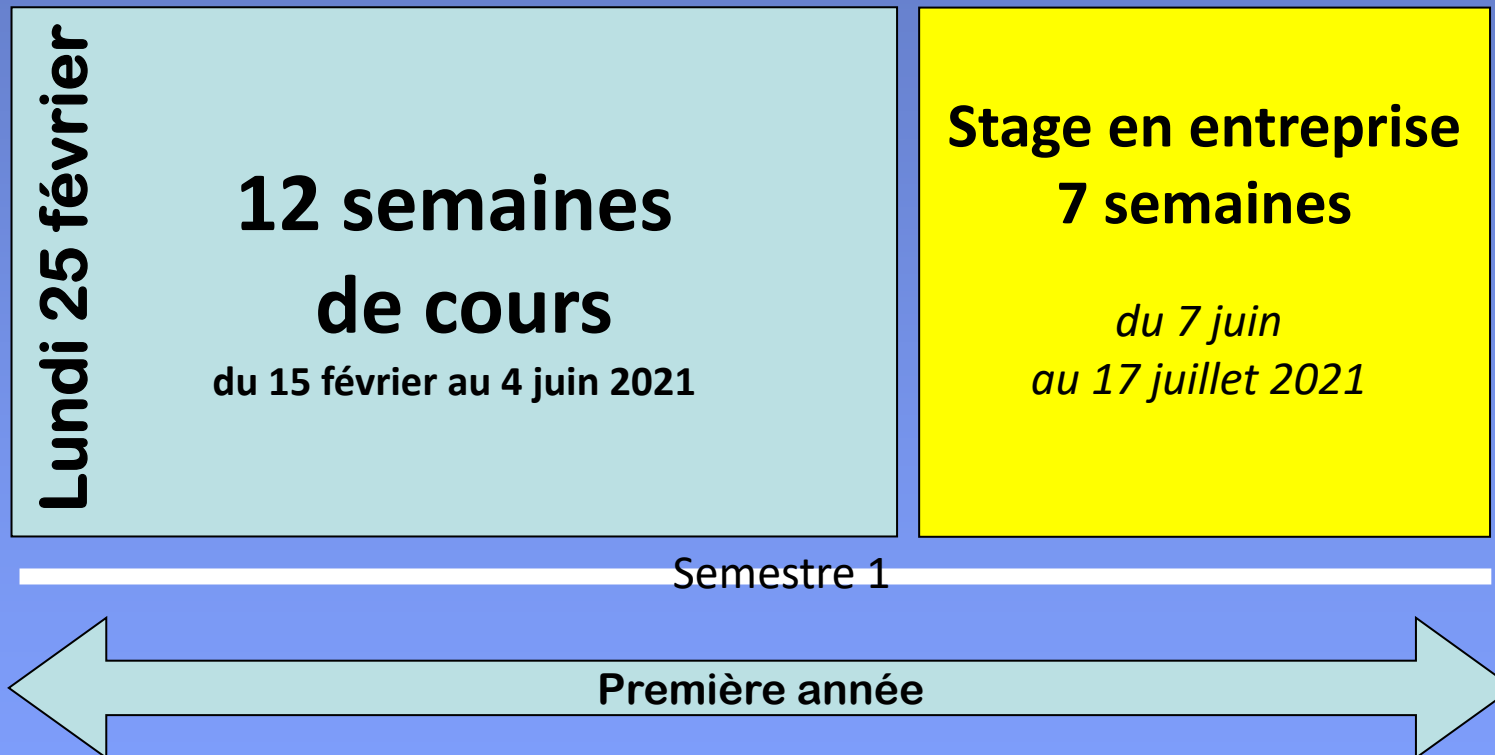 Lundi 25 février
12 semaines
de cours
du 15 février au 4 juin 2021
Stage en entreprise
7 semaines
du 7 juin
au 17 juillet 2021
Semestre 1
Première année